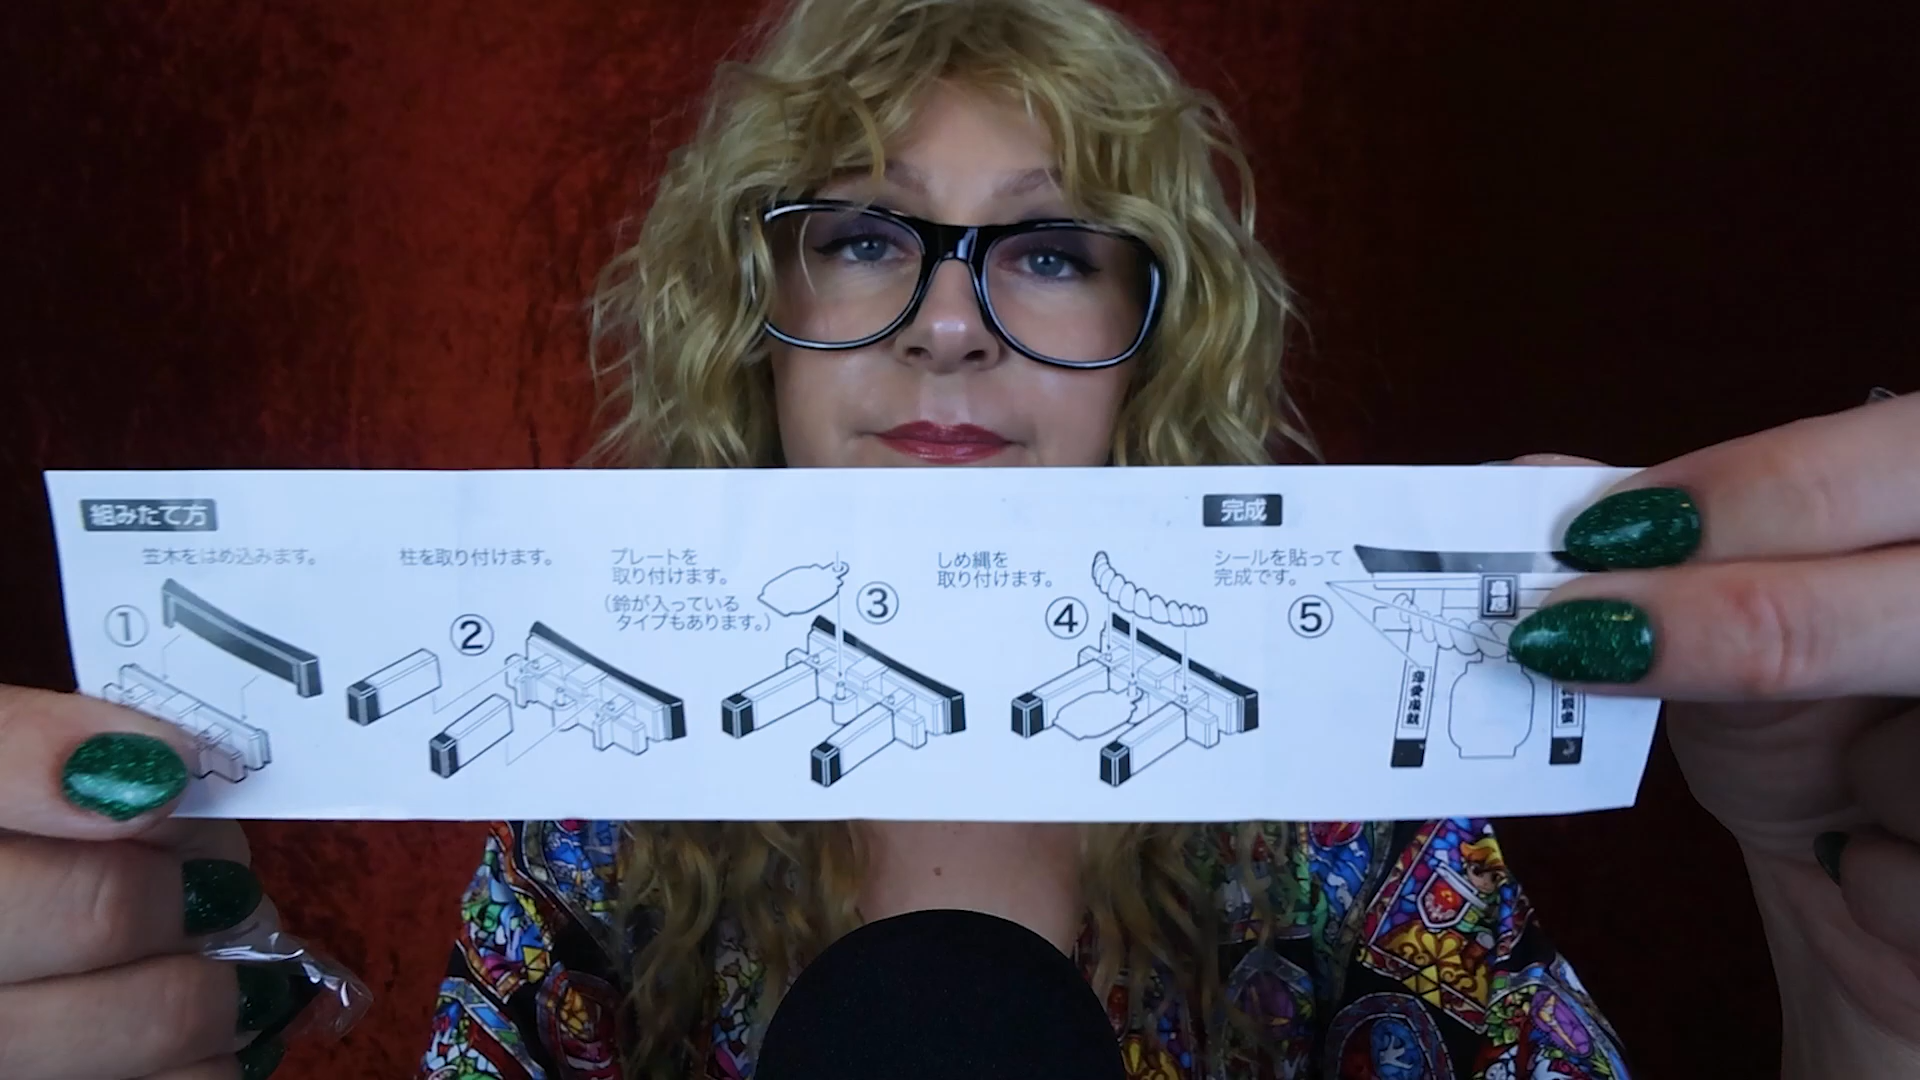 組みたて方
笠木をはめ込みます。
①
柱を取り付けます。
②
プレートを
取り付けます。
(鈴が入っている
タイプもあります。)
③
しめ縄を
取り付けます。
④
完成
シールを貼って
完成です。
⑤